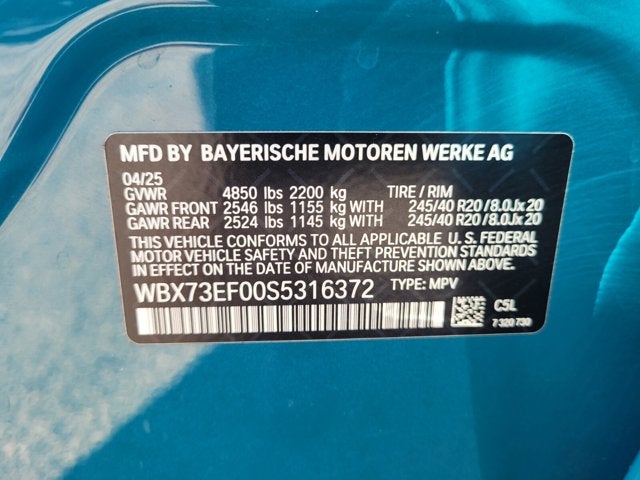 MFD BY BAYERISCHE MOTOREN WERKE AG
04/25
GVWR 4850 lbs 2200 kg TIRE / RIM
GAWR FRONT 2546 lbs 1155 kg WITH 245/40 R20 / 8.0Jx 20
GAWR REAR 2524 lbs 1145 kg WITH 245/40 R20 / 8.0Jx 20
THIS VEHICLE CONFORMS TO ALL APPLICABLE U. S. FEDERAL
MOTOR VEHICLE SAFETY AND THEFT PREVENTION STANDARDS
IN EFFECT ON THE DATE OF MANUFACTURE SHOWN ABOVE.
WBX73EF00S5316372 TYPE: MPV
C5L
7 320 730